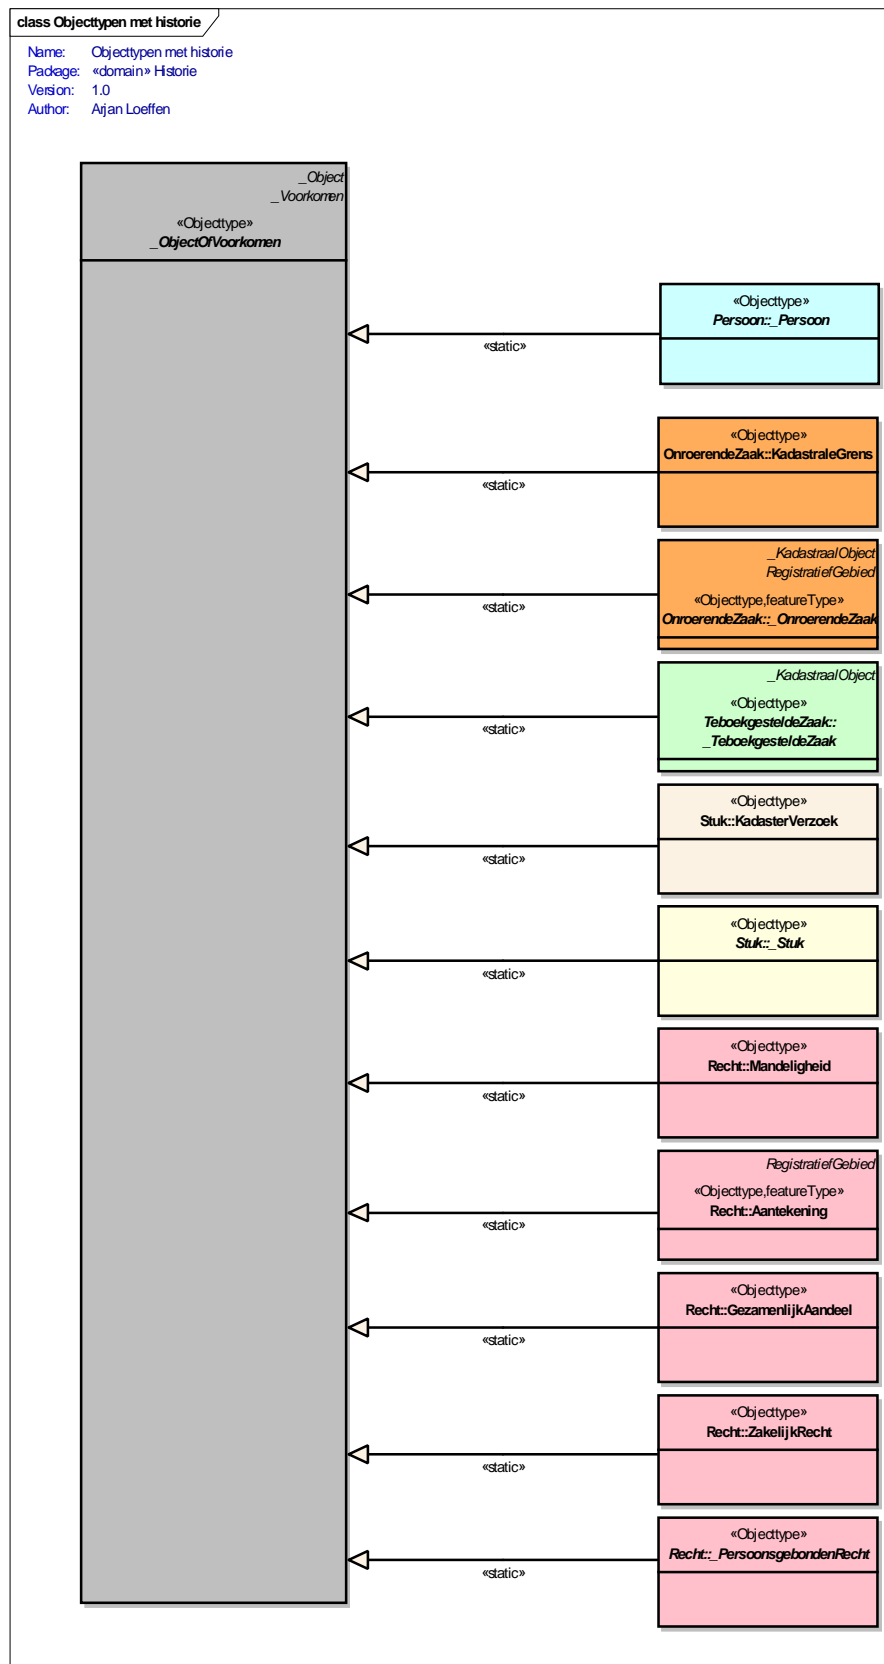 class Objecttypen met historie
Name: Objecttypen met historie
Package: «domain» Historie
Version: 1.0
Author: Arjan Loeffen
_Object
_Voorkomen
«Objecttype»
_ObjectOfVoorkomen
«Objecttype»
Persoon::_Persoon
«static»
«Objecttype»
OnroerendeZaak::KadastraleGrens
«static»
_KadastraalObject
RegistratiefGebied
«Objecttype,featureType»
OnroerendeZaak::_OnroerendeZaak
«static»
_KadastraalObject
«Objecttype»
TeboekgesteldeZaak::
_TeboekgesteldeZaak
«static»
«Objecttype»
Stuk::KadasterVerzoek
«static»
«Objecttype»
Stuk::_Stuk
«static»
«Objecttype»
Recht::Mandeligheid
«static»
RegistratiefGebied
«Objecttype,featureType»
Recht::Aantekening
«static»
«Objecttype»
Recht::GezamenlijkAandeel
«static»
«Objecttype»
Recht::ZakelijkRecht
«static»
«Objecttype»
Recht::_PersoonsgebondenRecht
«static»